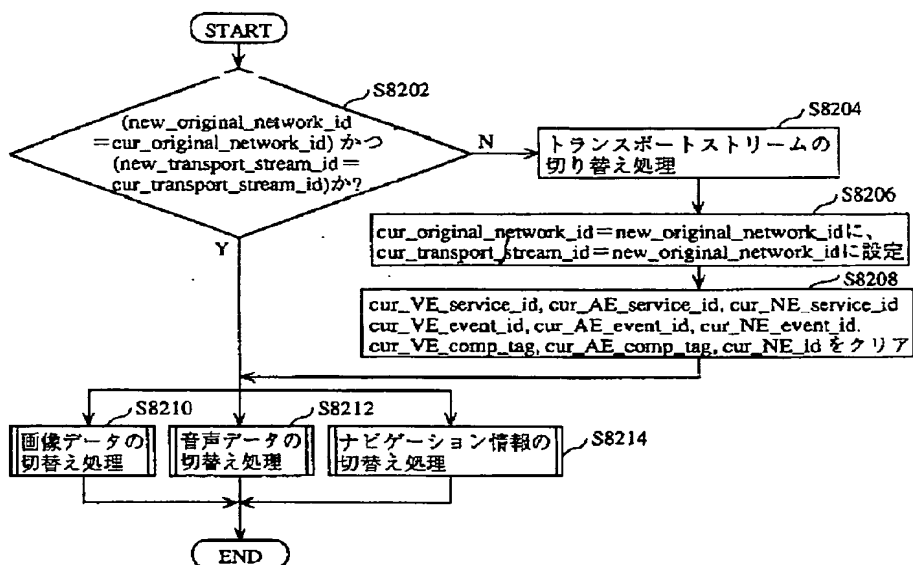 START
S8202
(new_original_network_id
=cur_original_network_id) かつ
(new_transport_stream_id=
cur_transport_stream_id)か?
N
Y
S8204
トランスポートストリームの
切り替え処理
S8206
cur_original_network_id=new_original_network_idに、
cur_transport_stream_id=new_original_network_idに設定
S8208
cur_VE_service_id, cur_AE_service_id, cur_NE_service_id
cur_VE_event_id, cur_AE_event_id, cur_NE_event_id.
cur_VE_comp_tag, cur_AE_comp_tag, cur_NE_id をクリア
S8210
画像データの
切替え処理
S8212
音声データの
切替え処理
ナビゲーション情報の
切替え処理
S8214
END